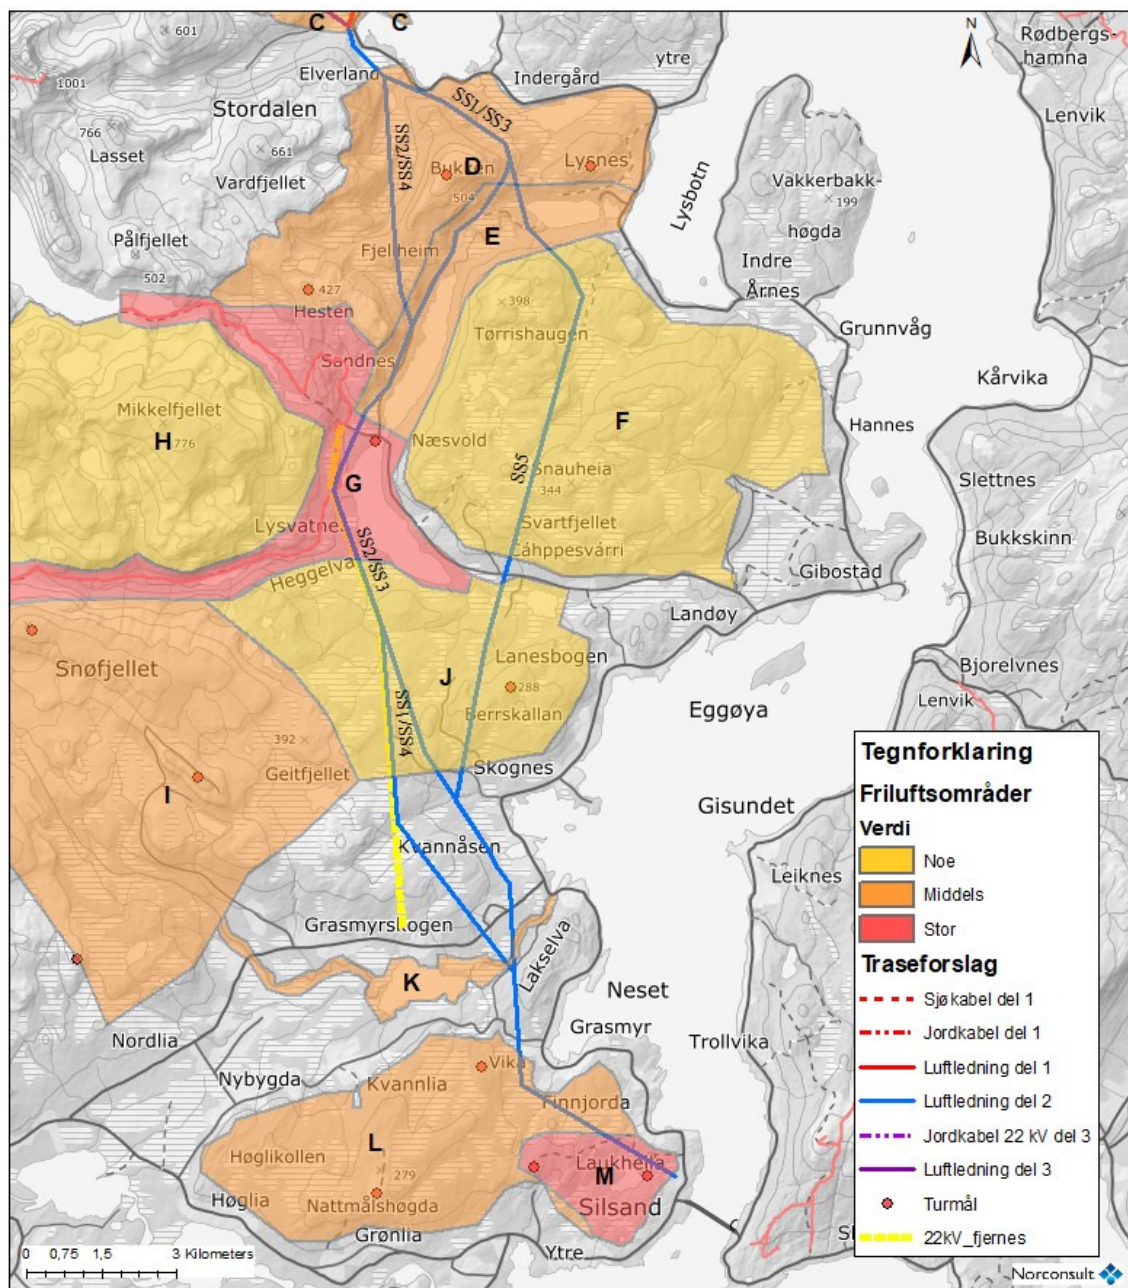 C
C
N
601
1001
766
Lasset
661
Vardfjellet
Stordalen
Elverland
Indergård
ytre
Rødbergs-
hamna
Lenvik
SS1/SS3
SS2/SS4
D
Bukken
504
Lysnes
Lysbotn
Vakkerbakk-
199
høgda
Pålfjellet
502
Fjellheim
E
Indre
Årnes
427
Hesten
398
Tørrishaugen
Grunnvåg
Sandnes
Kårvika
Mikkelfjellet
H
776
F
Næsvold
Hannes
SS5
Snauheia
344
G
Slettnes
Lysvatnet
Svartfjellet
Čáhppesvárri
Bukkskinn
SS2/SS3
Heggelva
Gibostad
Landøy
Snøfjellet
Lanesbogen
J
288
Berrskallan
Bjorelvnes
Lenvik
Eggøya
SS1/SS4
392
Geitfjellet
I
Skognes
Gisundet
Kvannåsen
Leiknes
Grasmyrskogen
Lakselva
K
Neset
Grasmyr
Trollvika
Nordlia
Nybygda
Kvannlia
Vika
Finnjorda
Høglikollen
L
Laukhella
M
Silsand
Høglia
279
Nattmålshøgda
Grønlia
Ytre
Tegnforklaring
Friluftsområder
Verdi
Noe
Middels
Stor
Traseforslag
Sjøkabel del 1
Jordkabel del 1
Luftledning del 1
Luftledning del 2
Jordkabel 22 kV del 3
Luftledning del 3
Turmål
22kV_fjernes
0 0,75 1,5 3 Kilometers
Norconsult